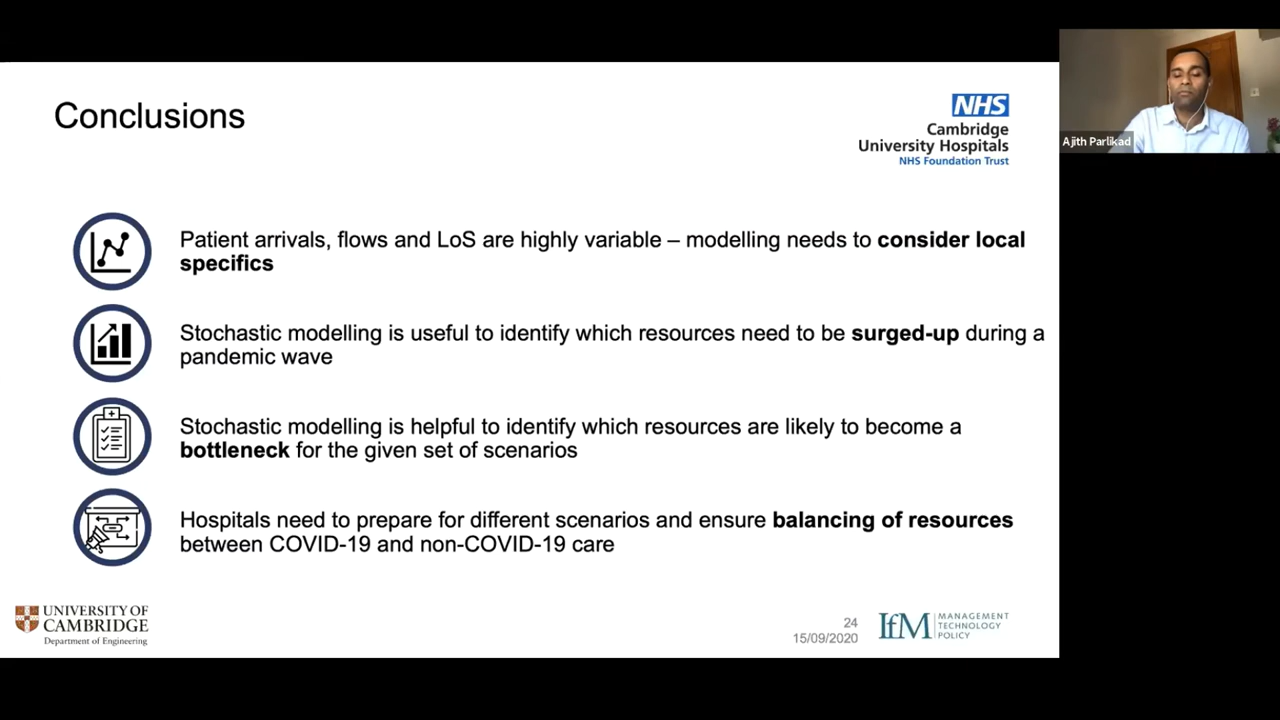 Conclusions
NHS
Cambridge
University Hospitals
NHS Foundation Trust
Ajith Parlikad
Patient arrivals, flows and LoS are highly variable – modelling needs to consider local
specifics
Stochastic modelling is useful to identify which resources need to be surged-up during a
pandemic wave
Stochastic modelling is helpful to identify which resources are likely to become a
bottleneck for the given set of scenarios
Hospitals need to prepare for different scenarios and ensure balancing of resources
between COVID-19 and non-COVID-19 care
UNIVERSITY OF
CAMBRIDGE
Department of Engineering
24
15/09/2020
IfM
MANAGEMENT
TECHNOLOGY
POLICY